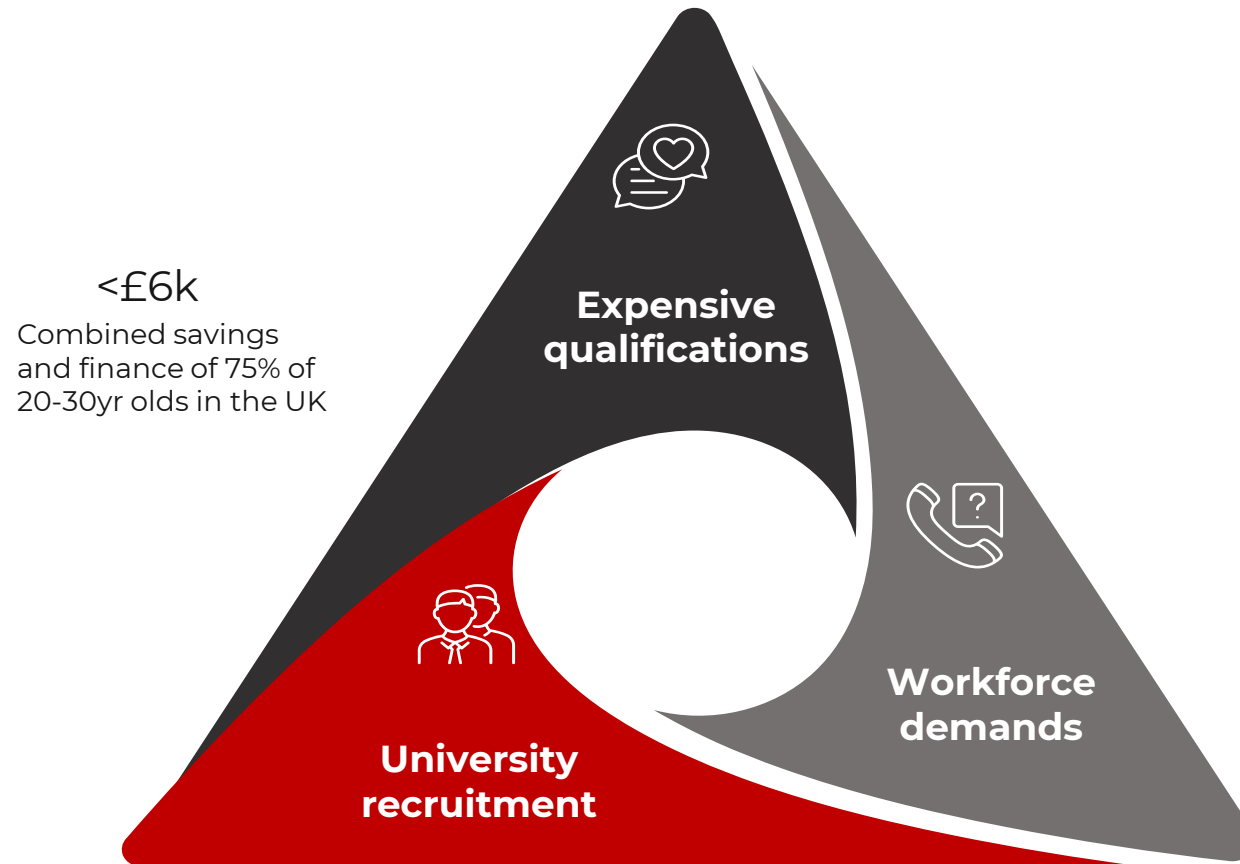 <£6k
Combined savings
and finance of 75% of
20-30yr olds in the UK
Expensive
qualifications
?
Workforce
demands
University
recruitment